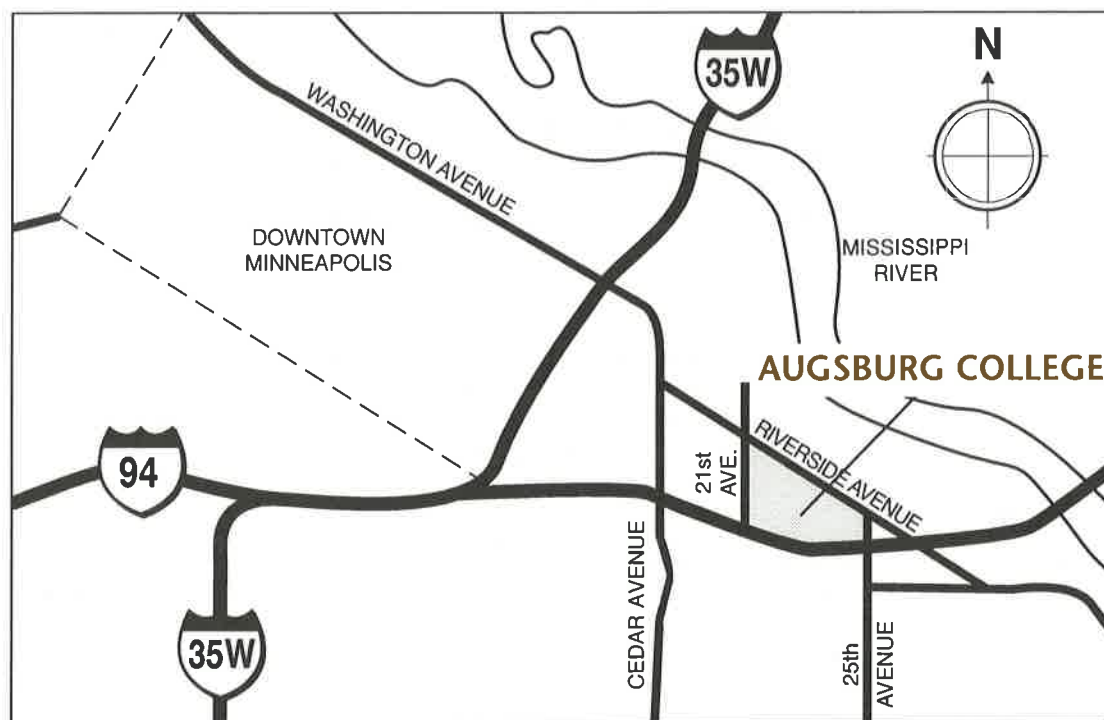 35W
N
WASHINGTON AVENUE
DOWNTOWN
MINNEAPOLIS
MISSISSIPPI
RIVER
AUGSBURG COLLEGE
94
21st
AVE.
RIVERSIDE AVENUE
35W
CEDAR AVENUE
25th
AVENUE